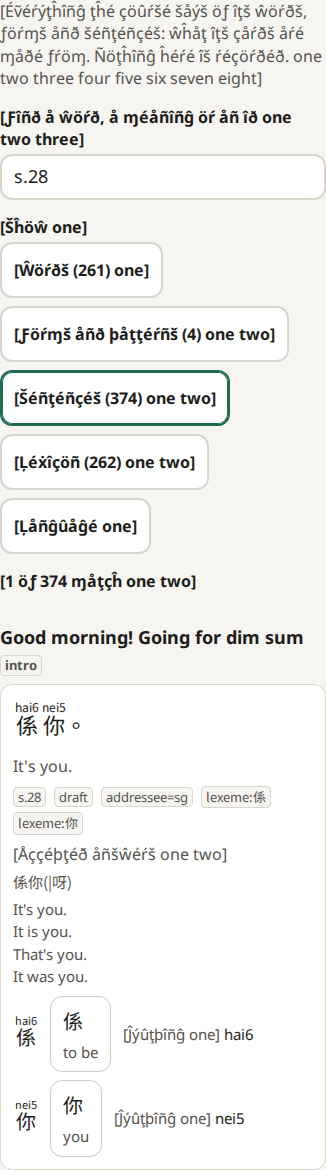 [Éṽéŕýţĥîñĝ ţĥé çöûŕšé šåýš öƒ îţš ŵöŕðš,
ƒöŕɱš åñð šéñţéñçéš: ŵĥåţ îţš çåŕðš åŕé
ɱåðé ƒŕöɱ. Ñöţĥîñĝ ĥéŕé îš ŕéçöŕðéð. one
two three four five six seven eight]
[Ƒîñð å ŵöŕð, å ɱéåñîñĝ öŕ åñ îð one
two three]
s.28
[Šĥöŵ one]
[Ŵöŕðš (261) one]
[Ƒöŕɱš åñð þåţţéŕñš (4) one two]
[Šéñţéñçéš (374) one two]
[Ļéẋîçöñ (262) one two]
[Ļåñĝûåĝé one]
[1 öƒ 374 ɱåţçĥ one two]
Good morning! Going for dim sum
intro
hai6 nei5
係 你。
It's you.
s.28 draft addressee=sg lexeme:係
lexeme:你
[Åççéþţéð åñšŵéŕš one two]
係你(|呀)
It's you.
It is you.
That's you.
It was you.
hai6
係 係 [Ĵýûţþîñĝ one] hai6
to be
nei5
你 你 [Ĵýûţþîñĝ one] nei5
you